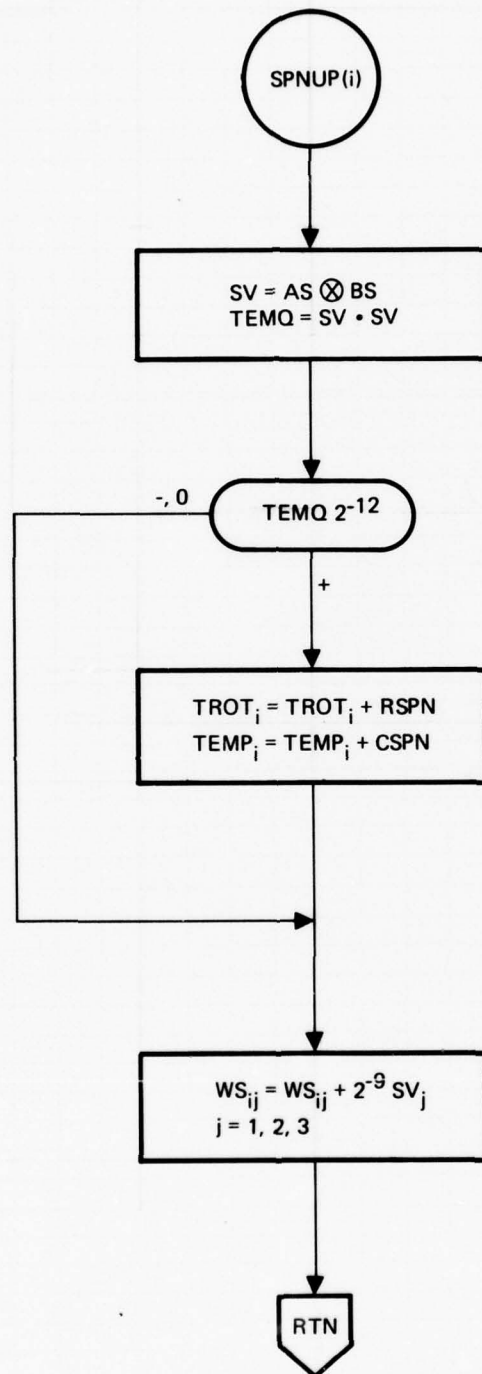 SPNUP(i)
SV = AS ⊗ BS
TEMQ = SV • SV
-, 0
TEMQ 2⁻¹²
+
TROTᵢ = TROTᵢ + RSPN
TEMPᵢ = TEMPᵢ + CSPN
WSᵢⱼ = WSᵢⱼ + 2⁻⁹ SVⱼ
j = 1, 2, 3
RTN